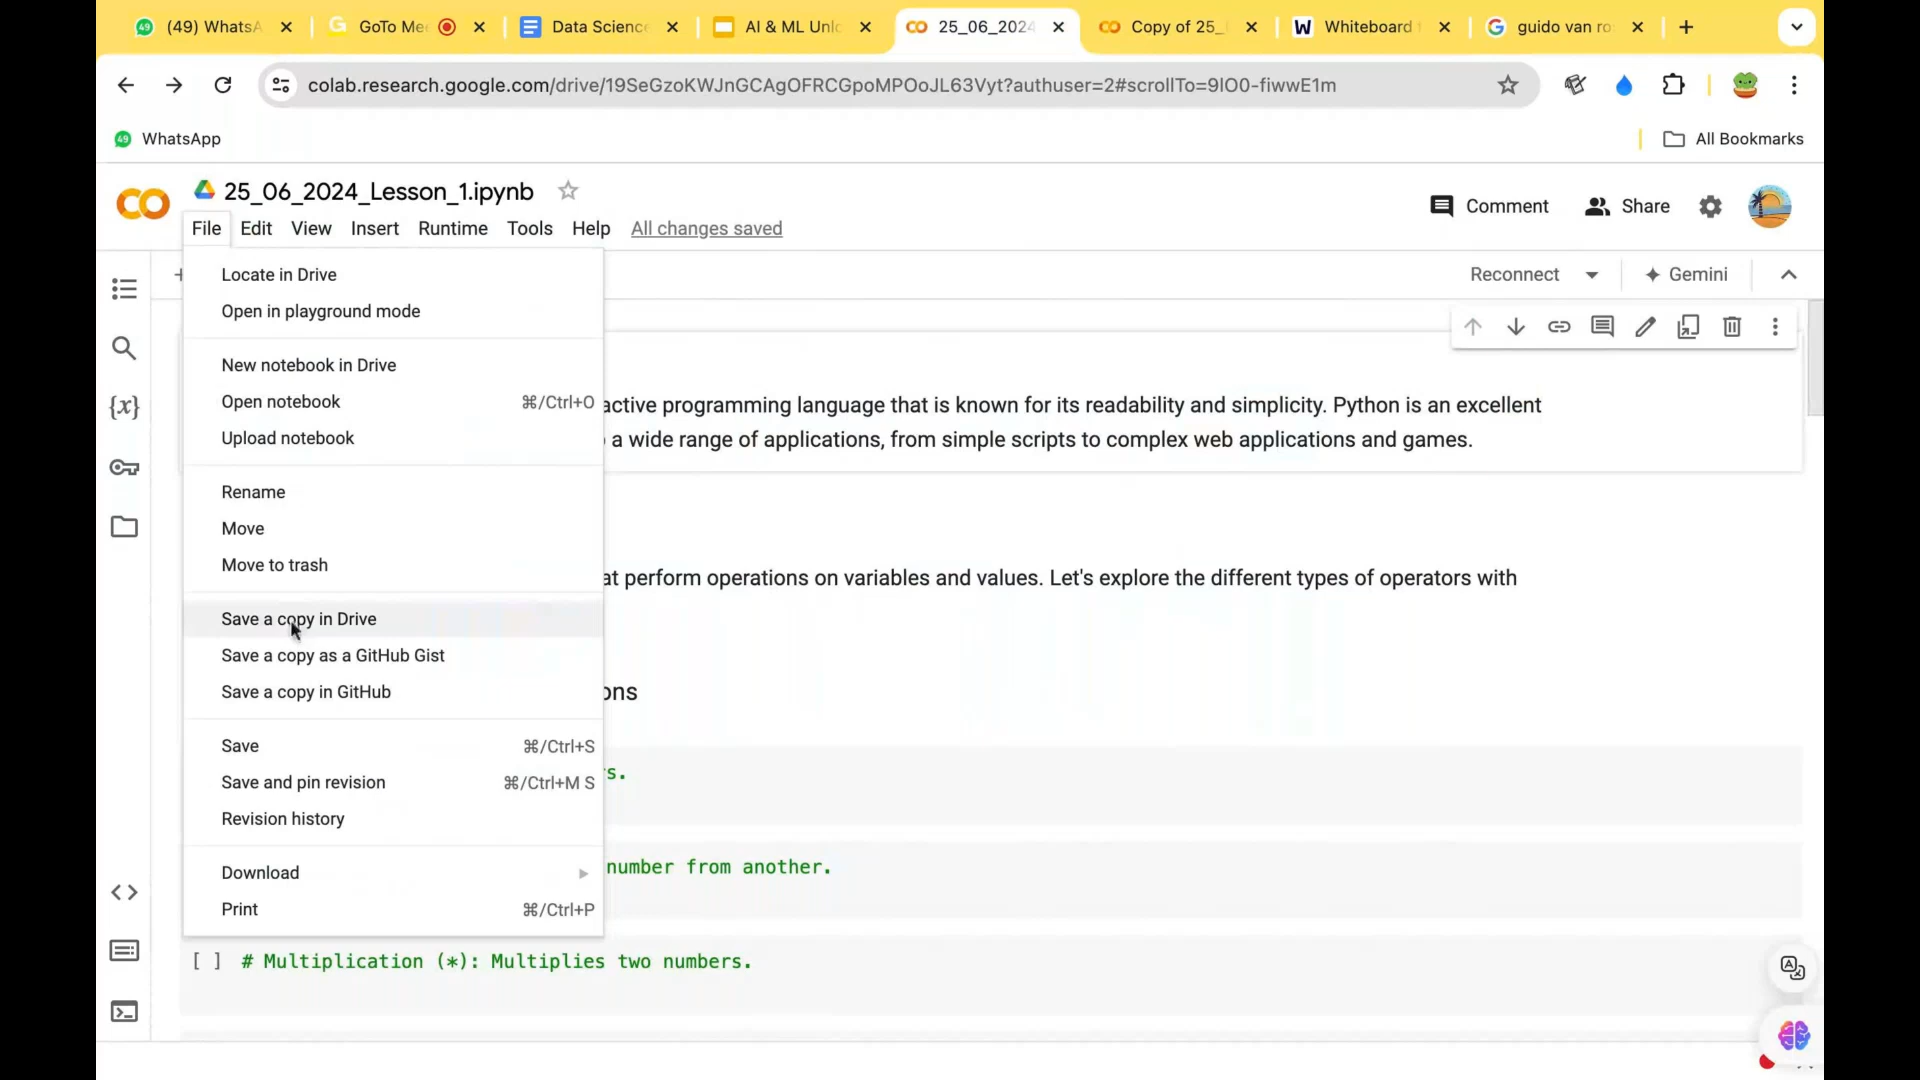 49 (49) WhatsA
GoTo Mee
Data Science
AI & ML Unlo
25_06_2024
Copy of 25_
W Whiteboard f
guido van ro
colab.research.google.com/drive/19SeGzoKWJnGCAgOFRCGpoMPOoJL63Vyt?authuser=2#scrollTo=9lO0-fiwwE1m
49 WhatsApp
All Bookmarks
CO
25_06_2024_Lesson_1.ipynb
Comment
Share
File Edit View Insert Runtime Tools Help All changes saved
Reconnect
Gemini
Locate in Drive
Open in playground mode
New notebook in Drive
Open notebook ⌘/Ctrl+O
Upload notebook
Rename
Move
Move to trash
Save a copy in Drive
Save a copy as a GitHub Gist
Save a copy in GitHub
Save ⌘/Ctrl+S
Save and pin revision ⌘/Ctrl+M S
Revision history
Download
Print ⌘/Ctrl+P
active programming language that is known for its readability and simplicity. Python is an excellent
a wide range of applications, from simple scripts to complex web applications and games.
at perform operations on variables and values. Let's explore the different types of operators with
ons
rs.
number from another.
[ ] # Multiplication (*): Multiplies two numbers.